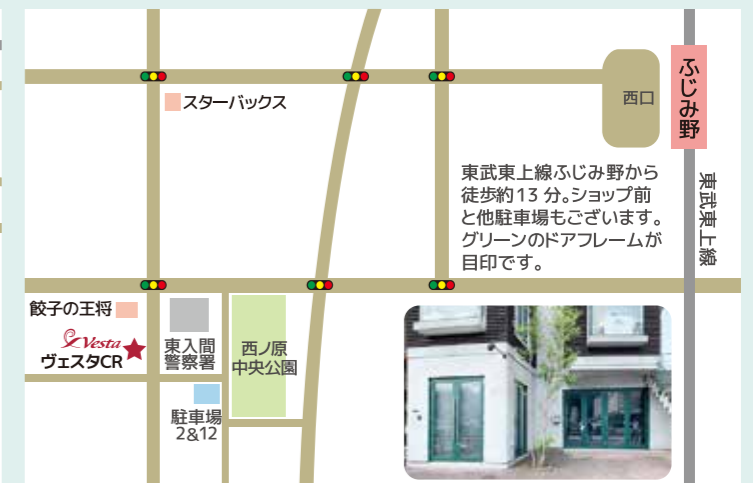 スターバックス
西口
ふじみ野
東武東上線
東武東上線ふじみ野から
徒歩約13分。ショップ前
と他駐車場もございます。
グリーンのドアフレームが
目印です。
餃子の王将
Vesta
ヴェスタCR
東入間
警察署
西ノ原
中央公園
駐車場
2&12